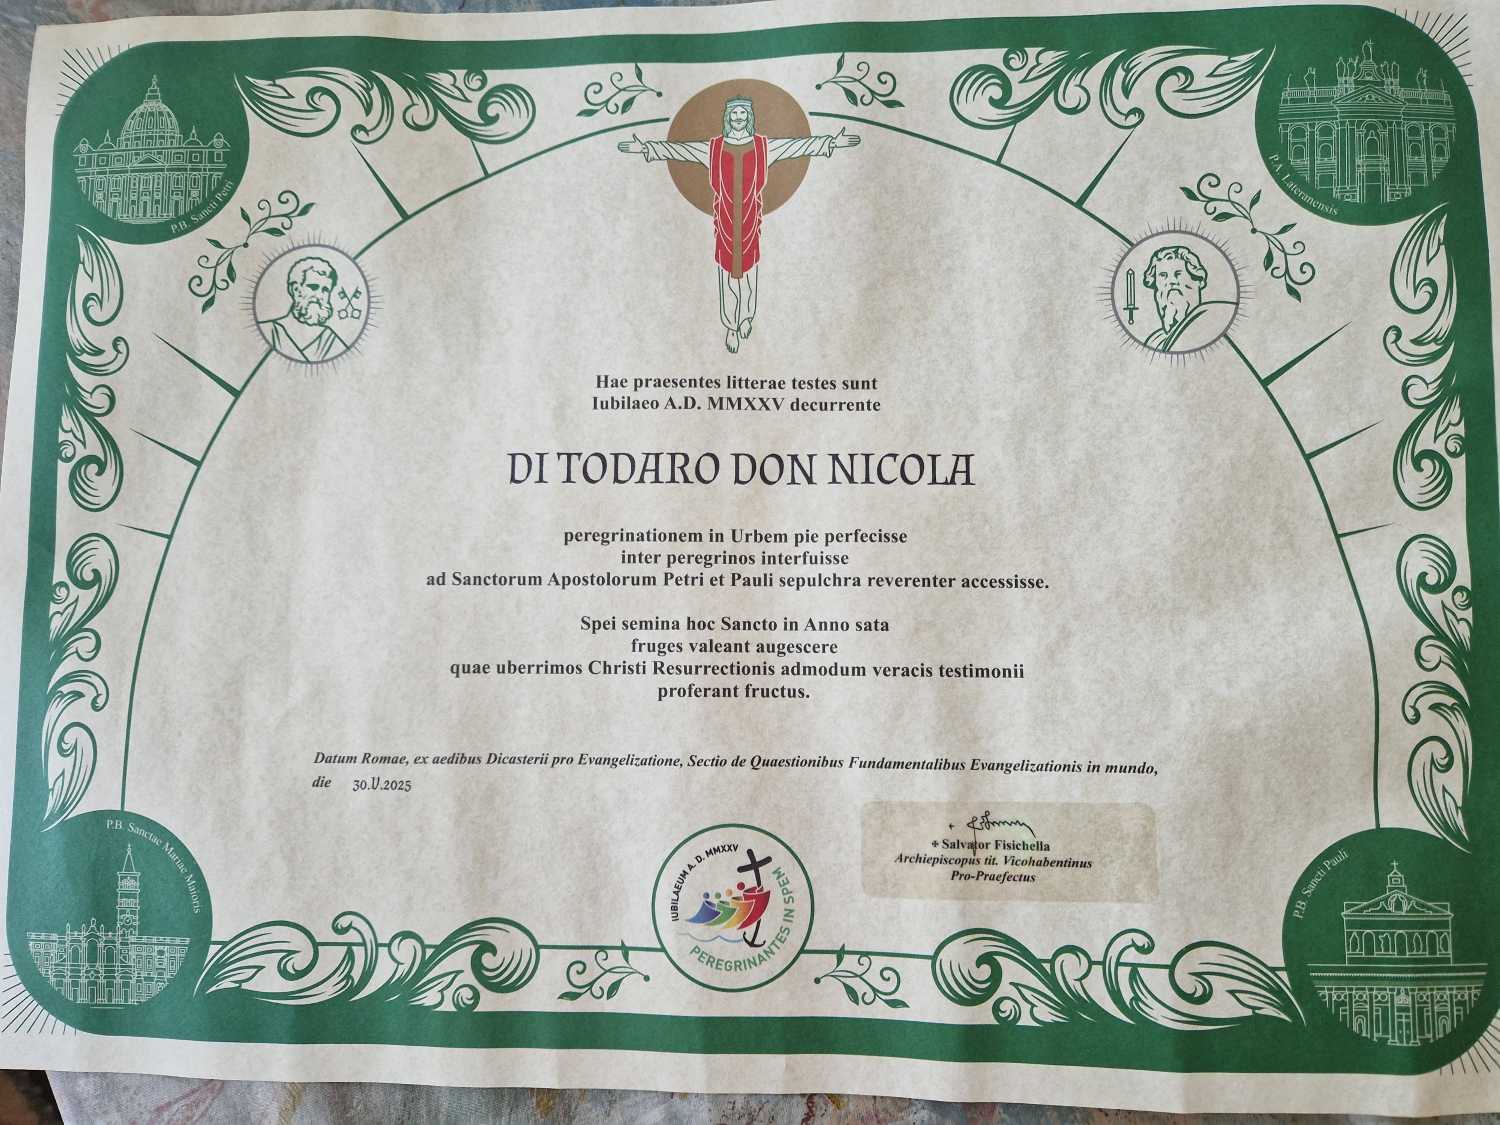 P.B. Sancti Petri
P.A. Lateranensis
Hae praesentes litterae testes sunt
Iubilaeo A.D. MMXXV decurrente
DI TODARO DON NICOLA
peregrinationem in Urbem pie perfecisse
inter peregrinos interfuisse
ad Sanctorum Apostolorum Petri et Pauli sepulchra reverenter accessisse.
Spei semina hoc Sancto in Anno sata
fruges valeant augescere
quae uberrimos Christi Resurrectionis admodum veracis testimonii
proferant fructus.
Datum Romae, ex aedibus Dicasterii pro Evangelizatione, Sectio de Quaestionibus Fundamentalibus Evangelizationis in mundo,
die 30.V.2025
✠ Salvator Fisichella
Archiepiscopus tit. Vicohabentinus
Pro-Praefectus
P.B. Sanctae Mariae Maioris
IUBILAEUM A. D. MMXXV
PEREGRINANTES IN SPEM
P.B. Sancti Pauli